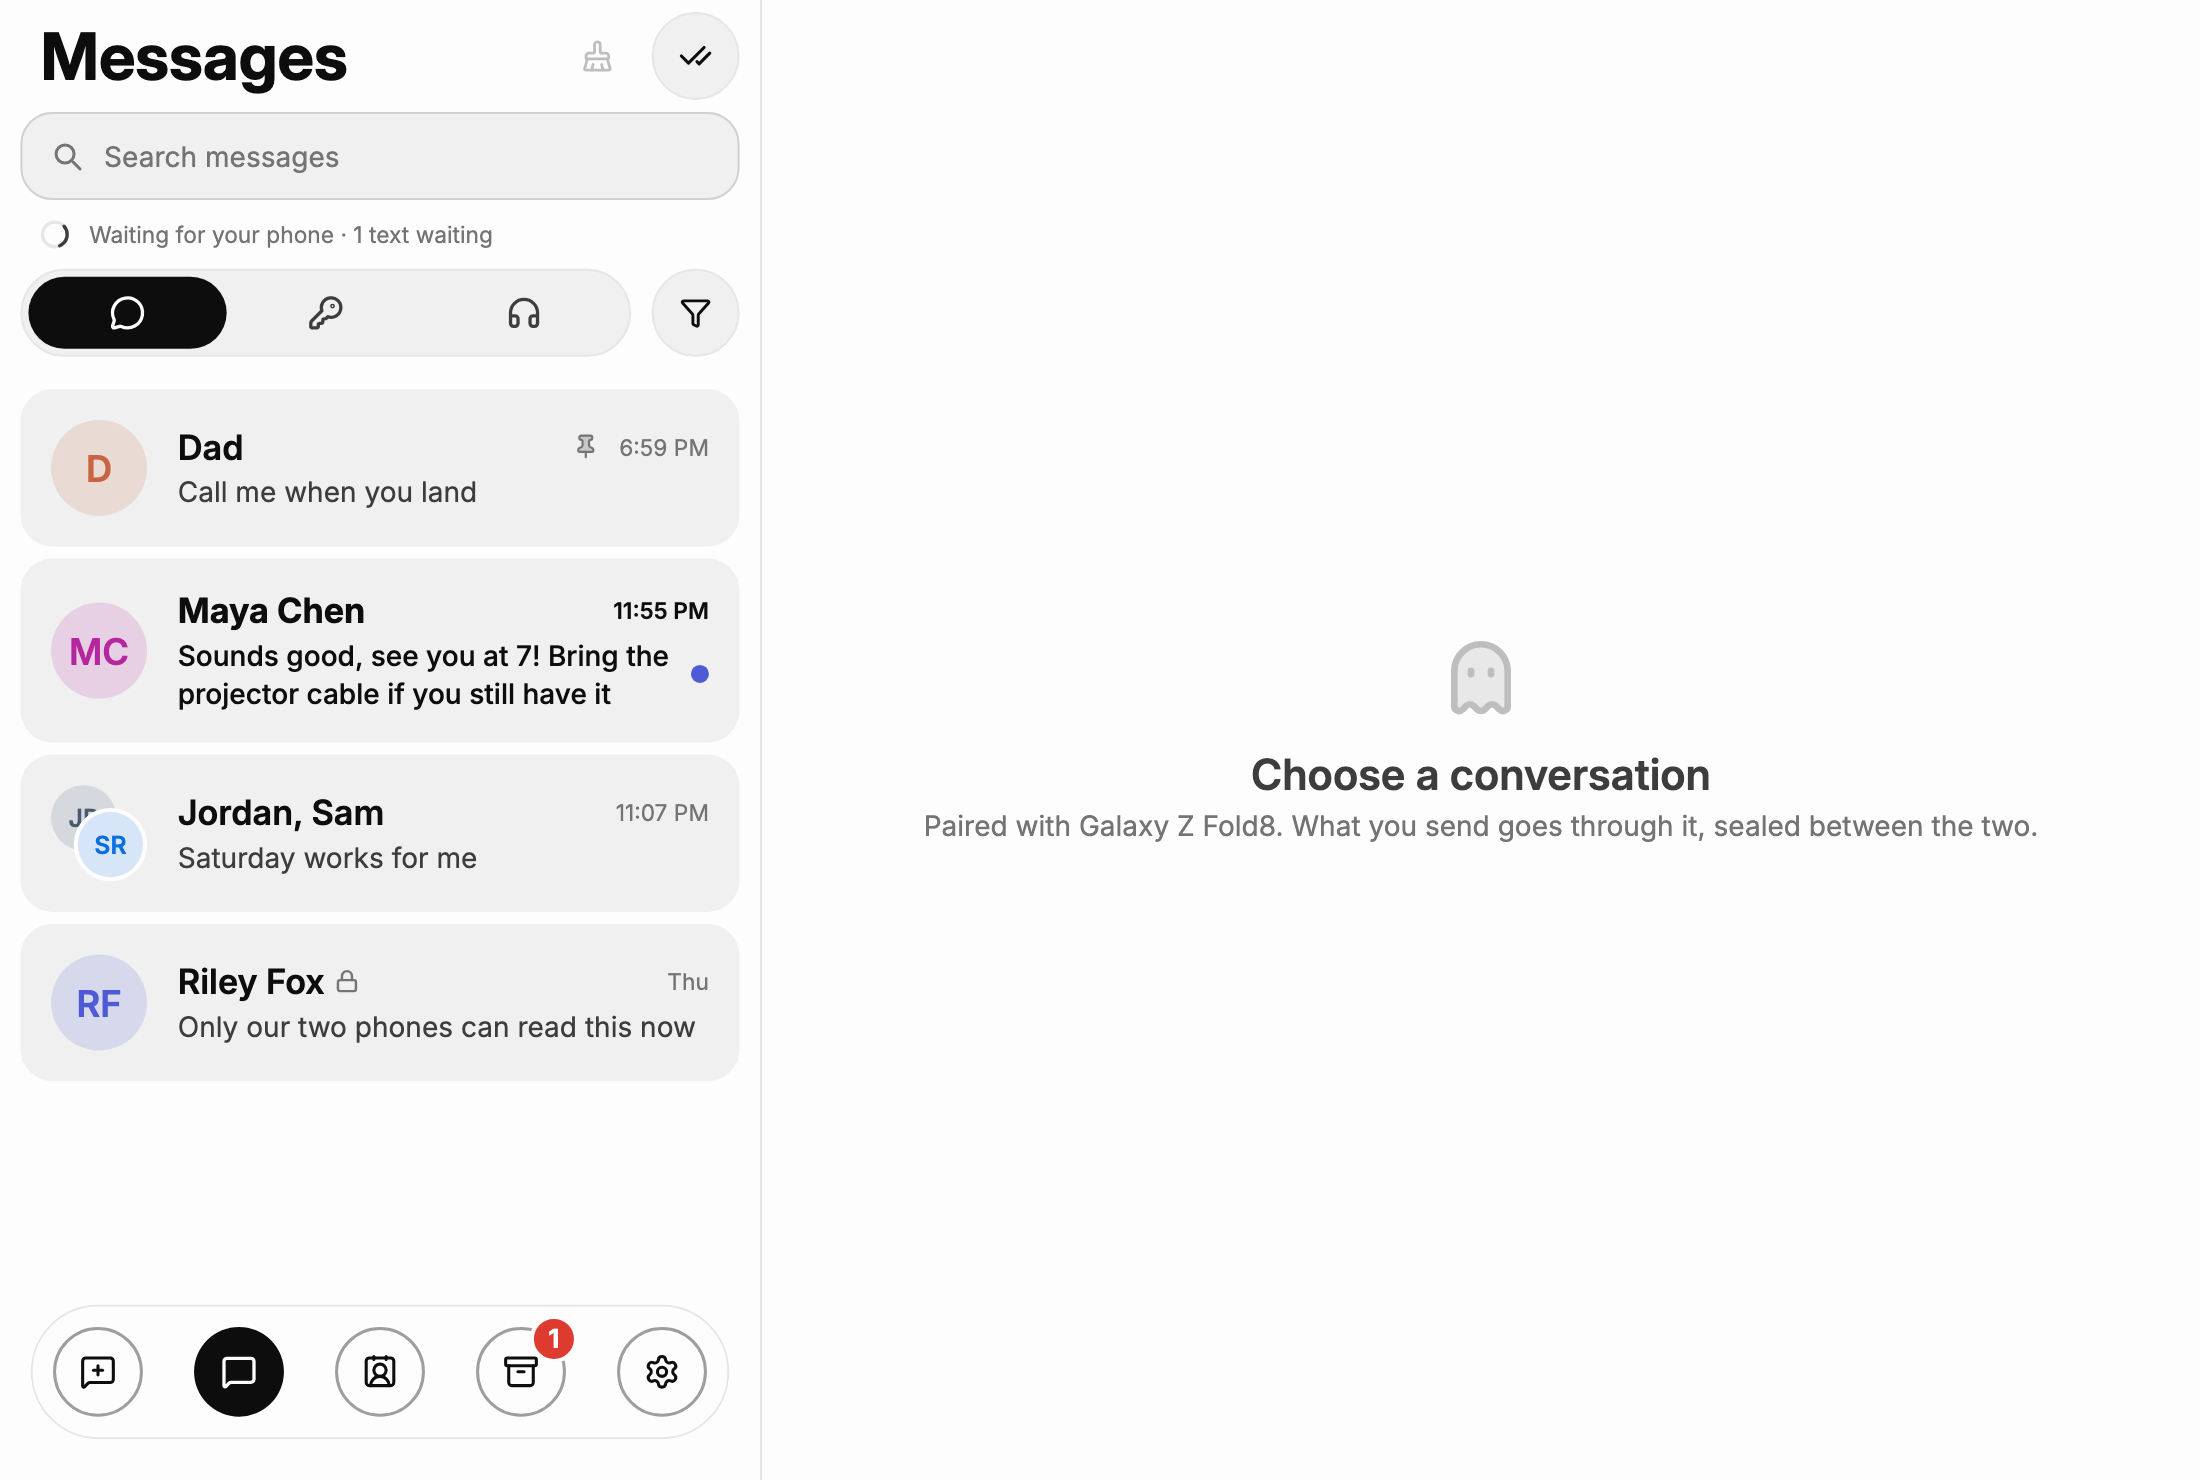 Messages
Search messages
Waiting for your phone · 1 text waiting
D
Dad
6:59 PM
Call me when you land
MC
Maya Chen
11:55 PM
Sounds good, see you at 7! Bring the
projector cable if you still have it
SR
Jordan, Sam
11:07 PM
Saturday works for me
RF
Riley Fox
Thu
Only our two phones can read this now
1
Choose a conversation
Paired with Galaxy Z Fold8. What you send goes through it, sealed between the two.